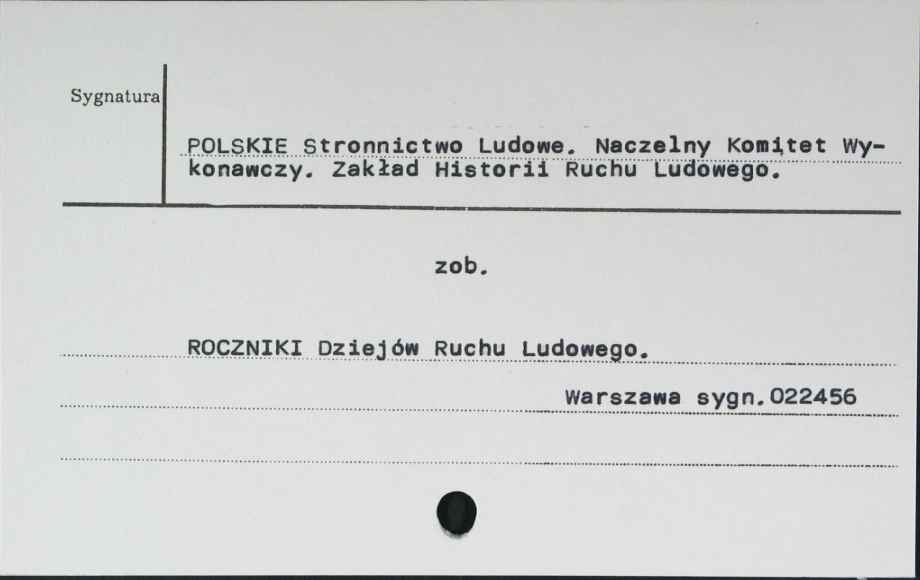 Sygnatura
POLSKIE Stronnictwo Ludowe. Naczelny Komitet Wy-
konawczy. Zakład Historii Ruchu Ludowego.
zob.
ROCZNIKI Dziejów Ruchu Ludowego.
Warszawa sygn.022456